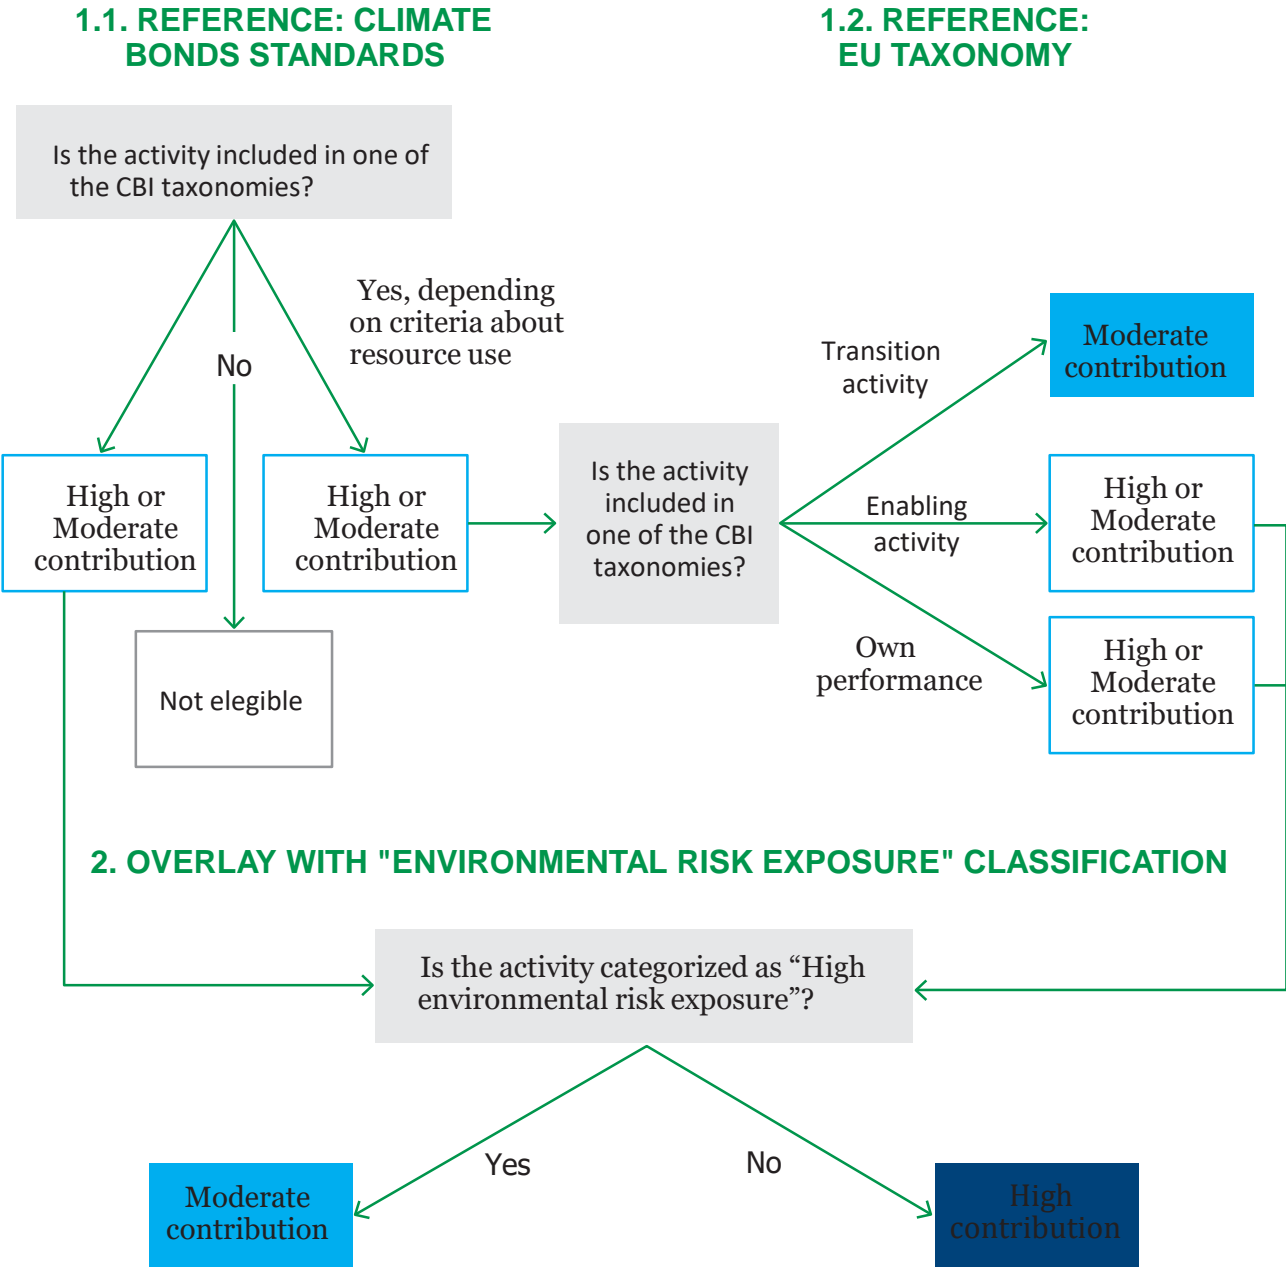 1.1. REFERENCE: CLIMATE
BONDS STANDARDS
1.2. REFERENCE:
EU TAXONOMY
Is the activity included in one of
the CBI taxonomies?
Yes, depending
on criteria about
resource use
No
High or
Moderate
contribution
High or
Moderate
contribution
Not elegible
Is the activity
included in
one of the CBI
taxonomies?
Transition
activity
Moderate
contribution
Enabling
activity
High or
Moderate
contribution
Own
performance
High or
Moderate
contribution
2. OVERLAY WITH "ENVIRONMENTAL RISK EXPOSURE" CLASSIFICATION
Is the activity categorized as “High
environmental risk exposure”?
Yes
No
Moderate
contribution
High
contribution